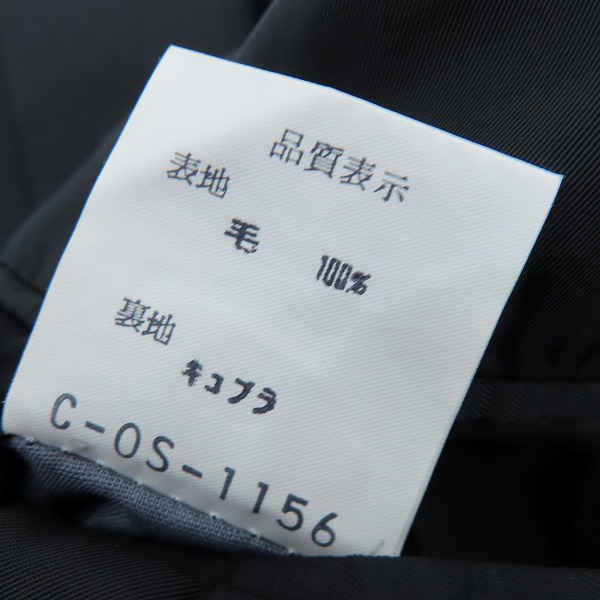 品質表示
表地
毛 100%
裏地
キュプラ
C-OS-1156